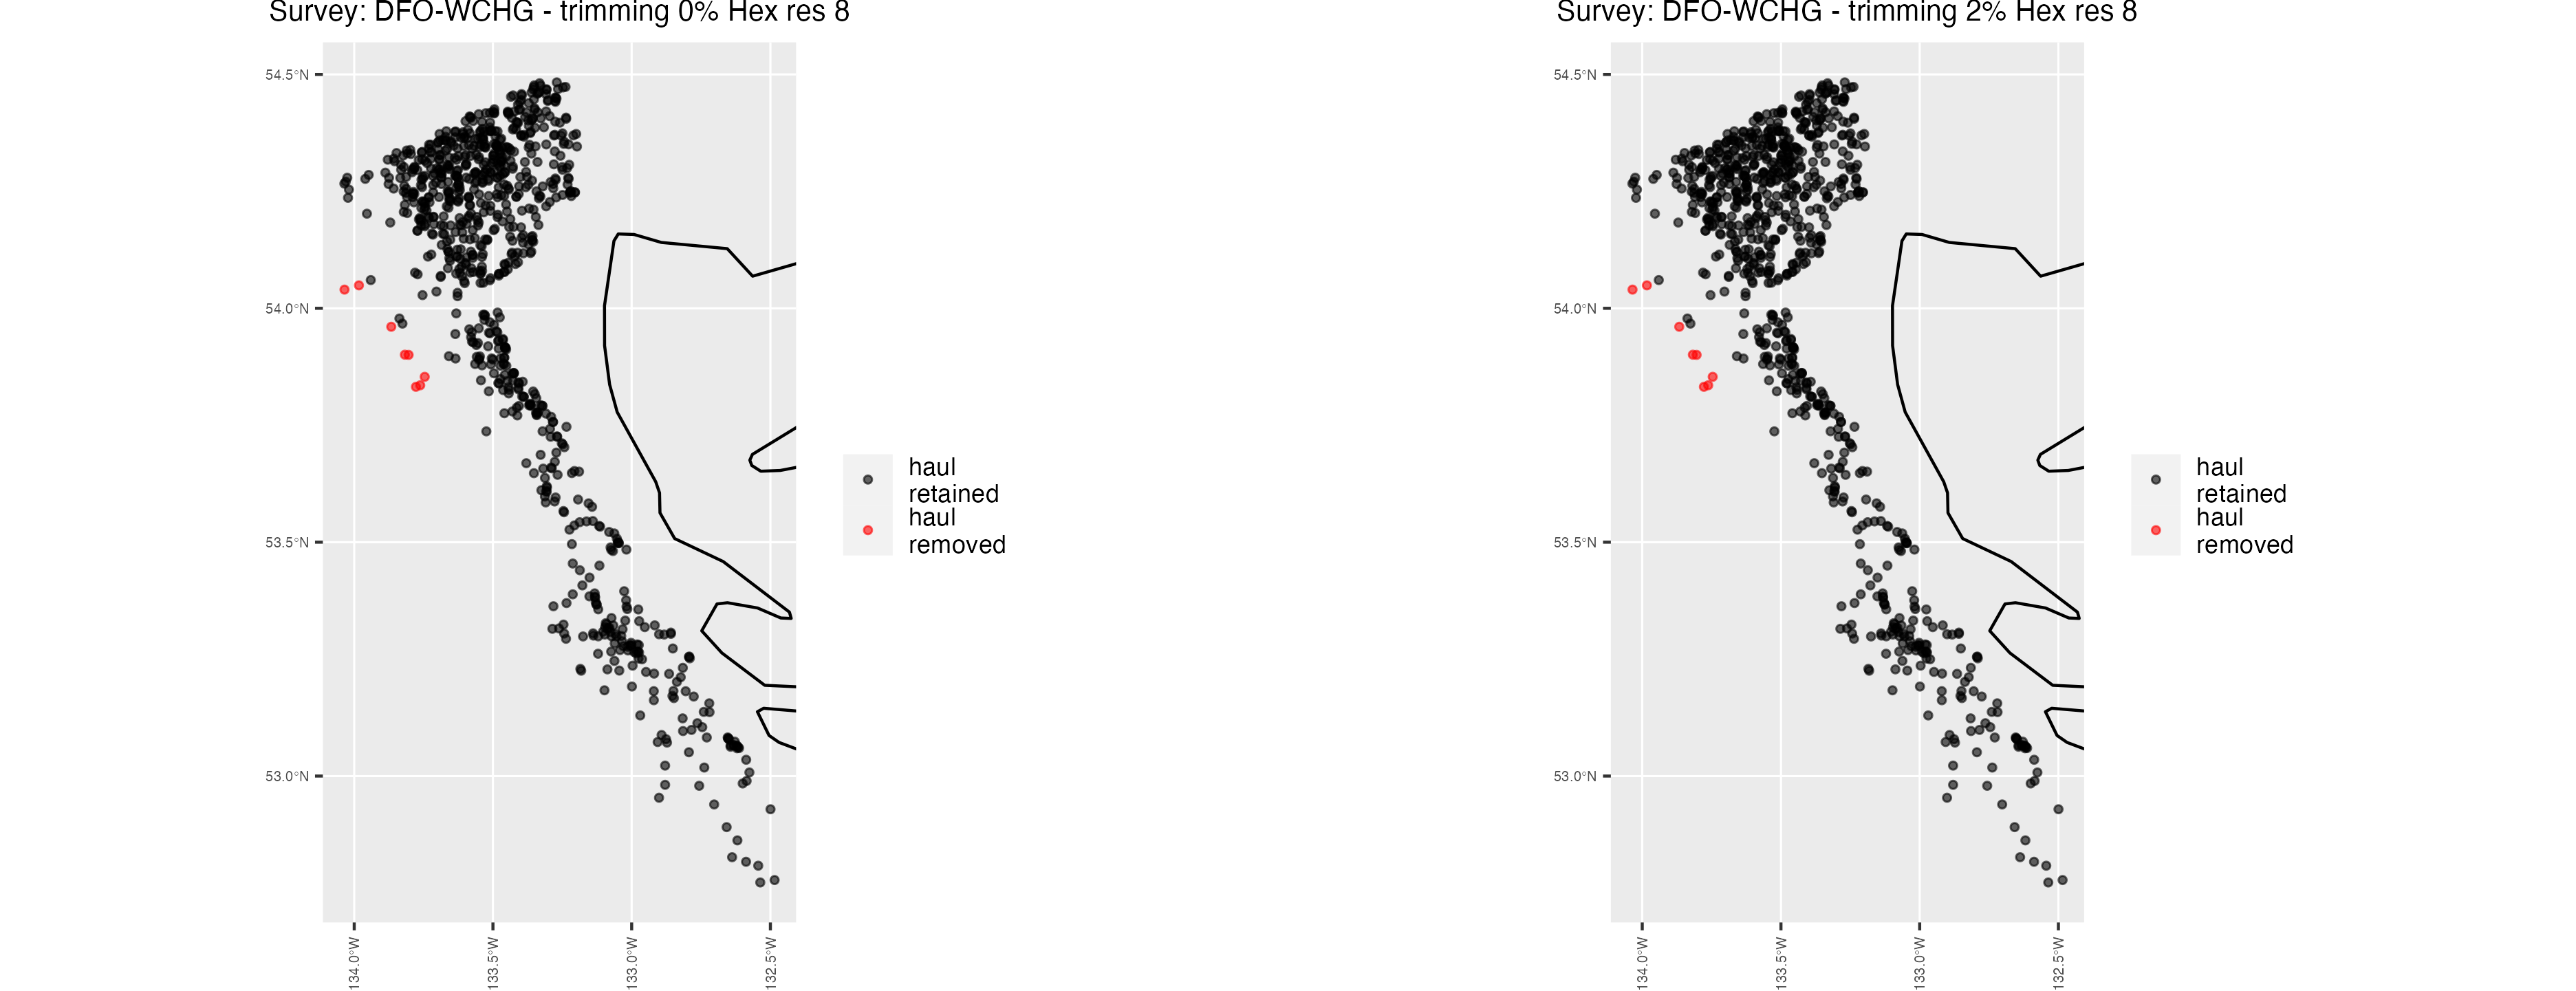 Survey: DFO-WCHG - trimming 0% Hex res 8
54.5°N
54.0°N
53.5°N
53.0°N
134.0°W
133.5°W
133.0°W
132.5°W
haul
retained
haul
removed
Survey: DFO-WCHG - trimming 2% Hex res 8
54.5°N
54.0°N
53.5°N
53.0°N
134.0°W
133.5°W
133.0°W
132.5°W
haul
retained
haul
removed